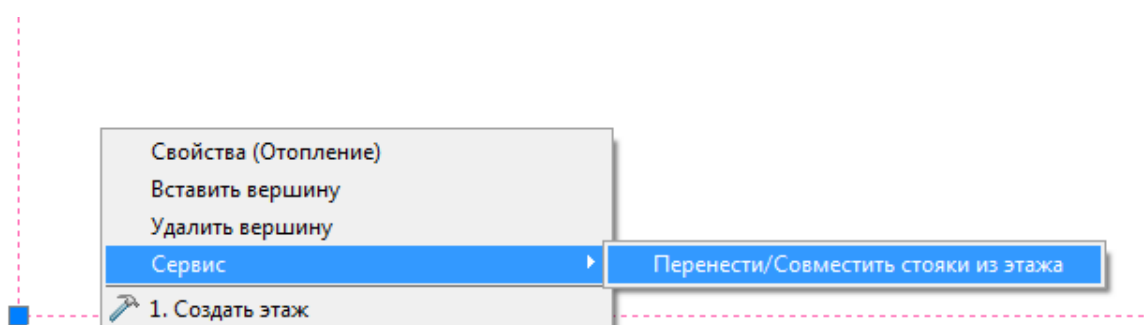 Свойства (Отопление)
Вставить вершину
Удалить вершину
Сервис
Перенести/Совместить стояки из этажа
1. Создать этаж